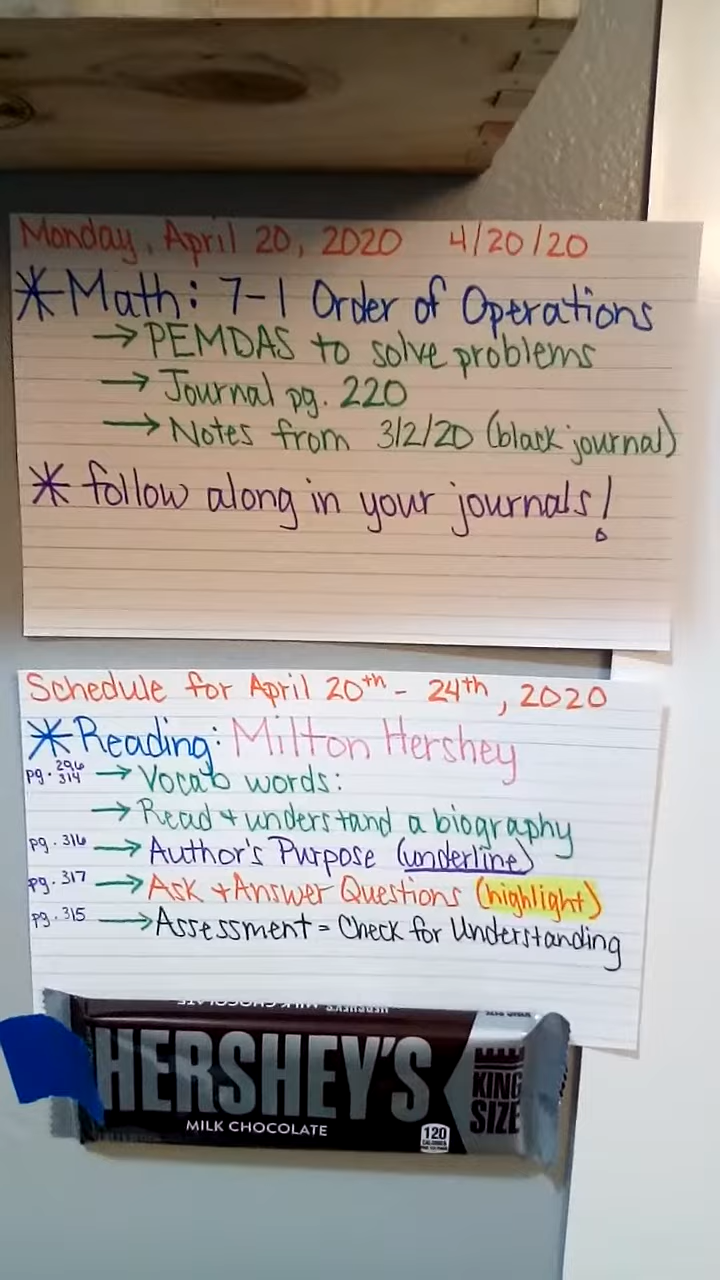 Monday, April 20, 2020 4/20/20
*Math: 7-1 Order of Operations
→ PEMDAS to solve problems
→ Journal pg. 220
→ Notes from 3/2/20 (black journal)
* follow along in your journals!
Schedule for April 20th - 24th, 2020
*Reading: Milton Hershey
pg. 296 314 → Vocab words:
→ Read + understand a biography
pg. 316 → Author's Purpose (underline)
pg. 317 → Ask + Answer Questions (highlight)
pg. 315 → Assessment = Check for Understanding
HERSHEY'S
KING
SIZE
MILK CHOCOLATE
120
CALORIES